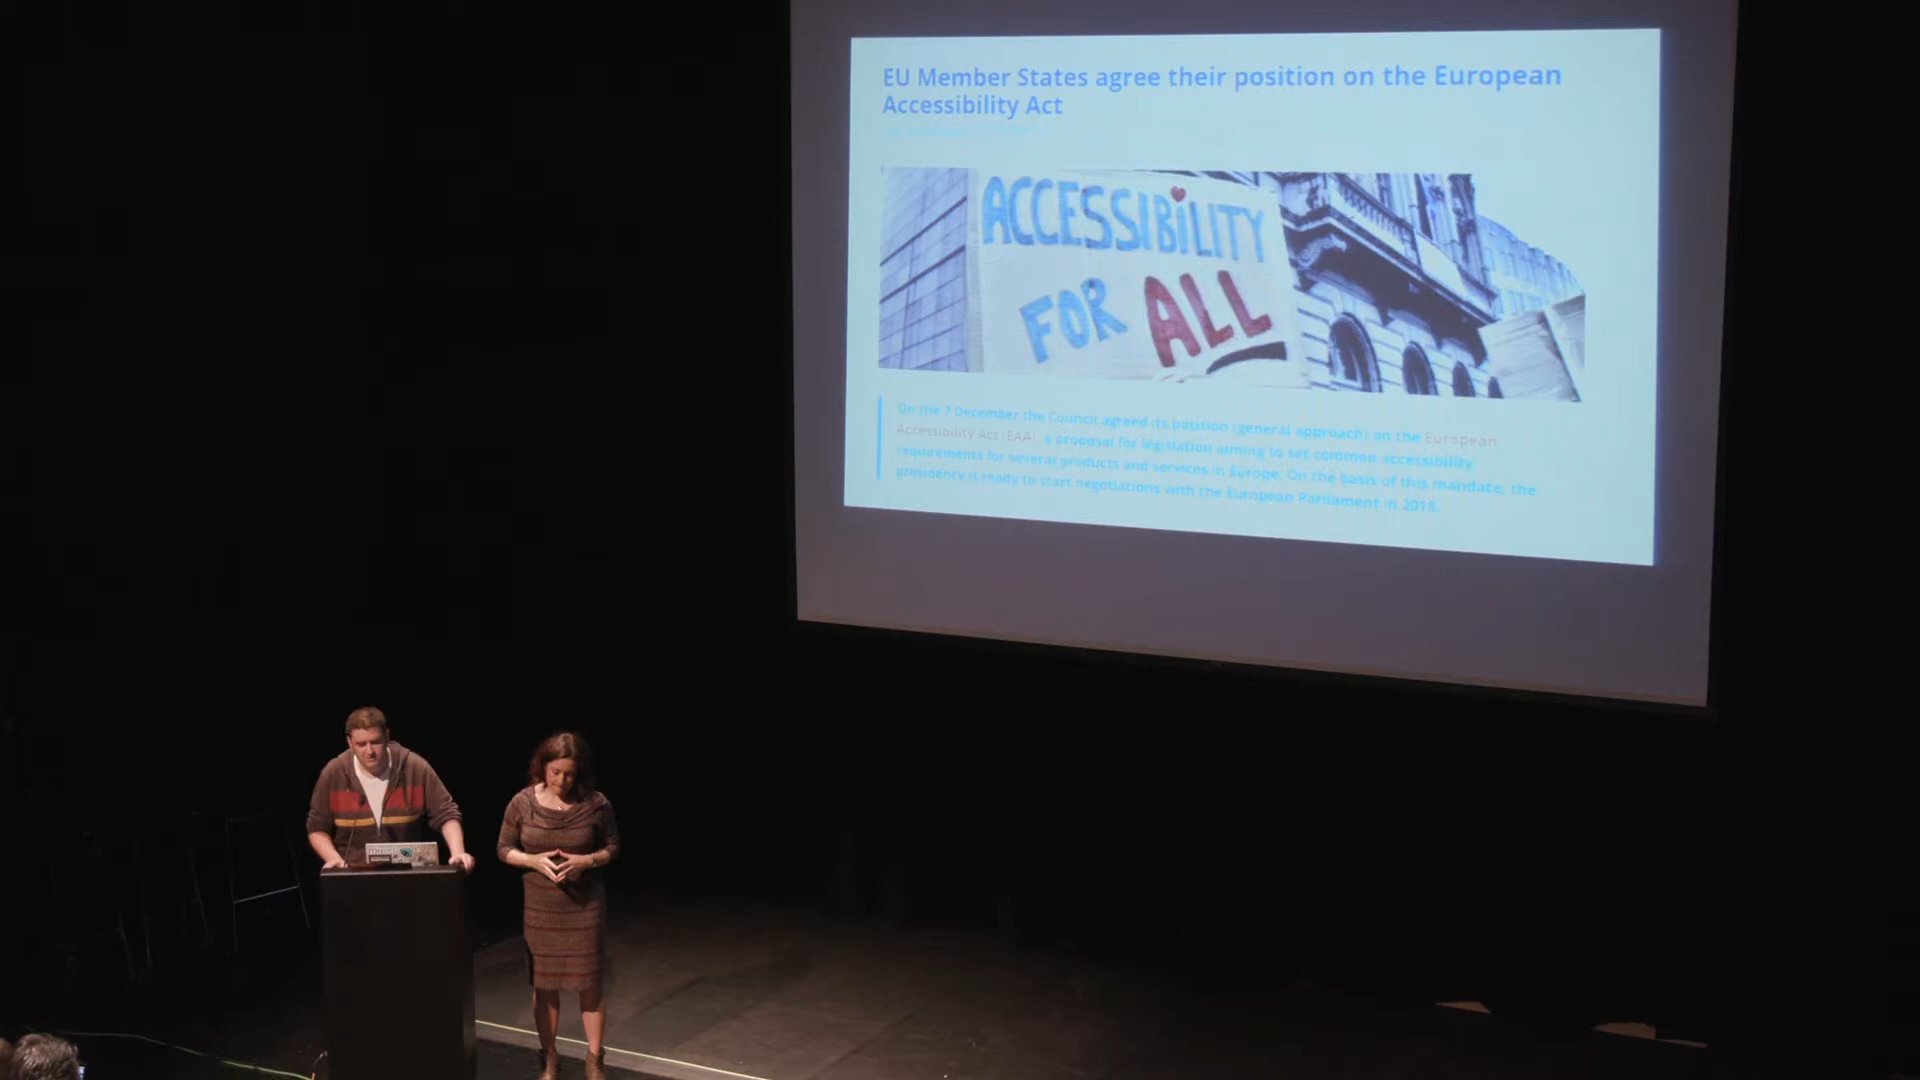 EU Member States agree their position on the European
Accessibility Act
ACCESSIBILITY
FOR ALL
On the 7 December the Council agreed its position (general approach) on the European
Accessibility Act (EAA), a proposal for legislation aiming to set common accessibility
requirements for several products and services in Europe. On the basis of this mandate, the
presidency is ready to start negotiations with the European Parliament in 2018.